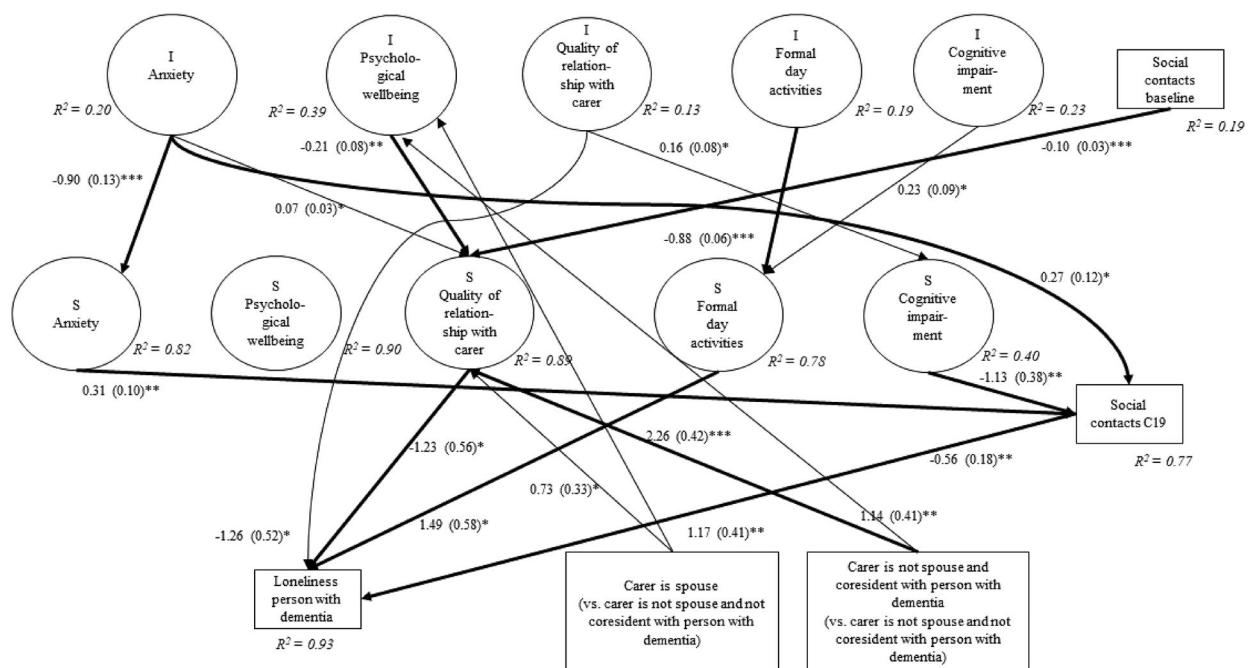 I
Anxiety
R² = 0.20
I
Psycholo-
gical
wellbeing
R² = 0.39
I
Quality of
relation-
ship with
carer
R² = 0.13
I
Formal
day
activities
R² = 0.19
I
Cognitive
impair-
ment
R² = 0.23
Social
contacts
baseline
R² = 0.19
-0.21 (0.08)**
0.16 (0.08)*
-0.10 (0.03)***
-0.90 (0.13)***
0.07 (0.03)*
0.23 (0.09)*
-0.88 (0.06)***
0.27 (0.12)*
S
Anxiety
R² = 0.82
S
Psycholo-
gical
wellbeing
R² = 0.90
S
Quality of
relation-
ship with
carer
R² = 0.89
S
Formal
day
activities
R² = 0.78
S
Cognitive
impair-
ment
R² = 0.40
0.31 (0.10)**
-1.13 (0.38)**
Social
contacts C19
R² = 0.77
-1.23 (0.56)*
2.26 (0.42)***
-0.56 (0.18)**
0.73 (0.33)*
-1.26 (0.52)*
1.49 (0.58)*
1.17 (0.41)**
1.14 (0.41)**
Loneliness
person with
dementia
R² = 0.93
Carer is spouse
(vs. carer is not spouse and not
coresident with person with
dementia)
Carer is not spouse and
coresident with person with
dementia
(vs. carer is not spouse and not
coresident with person with
dementia)